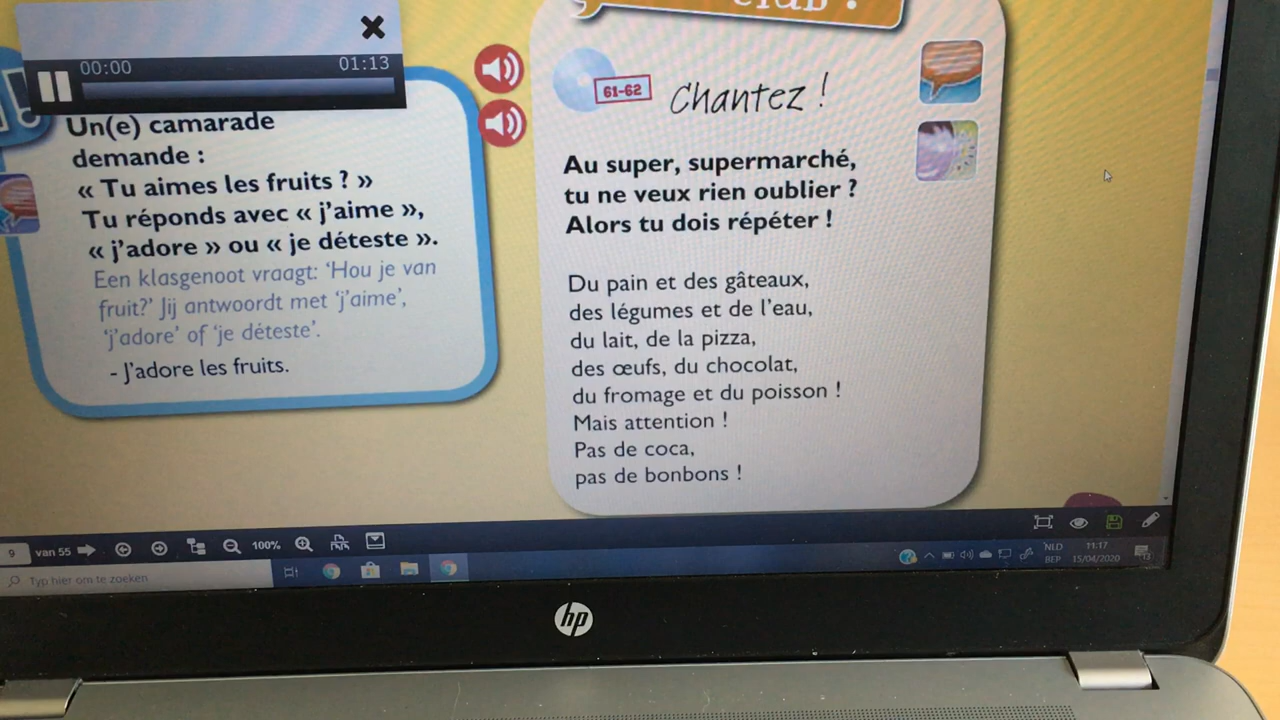 00:00 01:13
Un(e) camarade
demande :
« Tu aimes les fruits ? »
Tu réponds avec « j'aime »,
« j'adore » ou « je déteste ».
Een klasgenoot vraagt: 'Hou je van
fruit?' Jij antwoordt met 'j'aime',
'j'adore' of 'je déteste'.
- J'adore les fruits.
club !
61-62
Chantez !
Au super, supermarché,
tu ne veux rien oublier ?
Alors tu dois répéter !
Du pain et des gâteaux,
des légumes et de l'eau,
du lait, de la pizza,
des œufs, du chocolat,
du fromage et du poisson !
Mais attention !
Pas de coca,
pas de bonbons !
9 van 55
100%
Typ hier om te zoeken
NLD
BEP
11:17
15/04/2020
13
hp